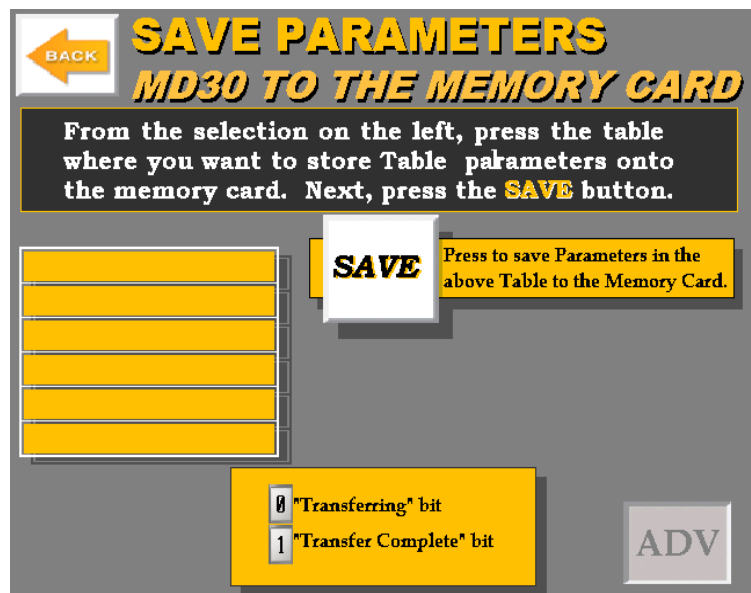 BACK
SAVE PARAMETERS
MD30 TO THE MEMORY CARD
From the selection on the left, press the table
where you want to store Table parameters onto
the memory card. Next, press the SAVE button.
SAVE
Press to save Parameters in the
above Table to the Memory Card.
0 "Transferring" bit
1 "Transfer Complete" bit
ADV